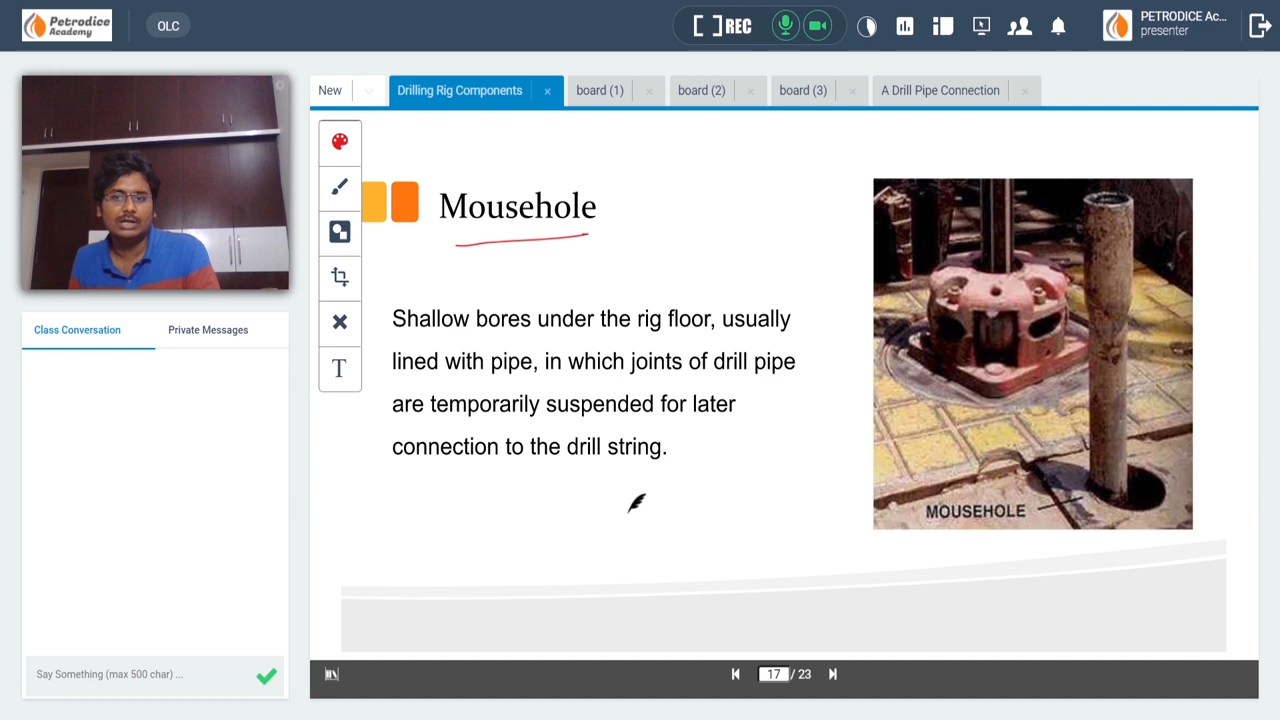 Petrodice
Academy
OLC
REC
PETRODICE Ac...
presenter
New
Drilling Rig Components
board (1)
board (2)
board (3)
A Drill Pipe Connection
Mousehole
Shallow bores under the rig floor, usually
lined with pipe, in which joints of drill pipe
are temporarily suspended for later
connection to the drill string.
MOUSEHOLE
Class Conversation
Private Messages
Say Something (max 500 char) ...
T
17 / 23